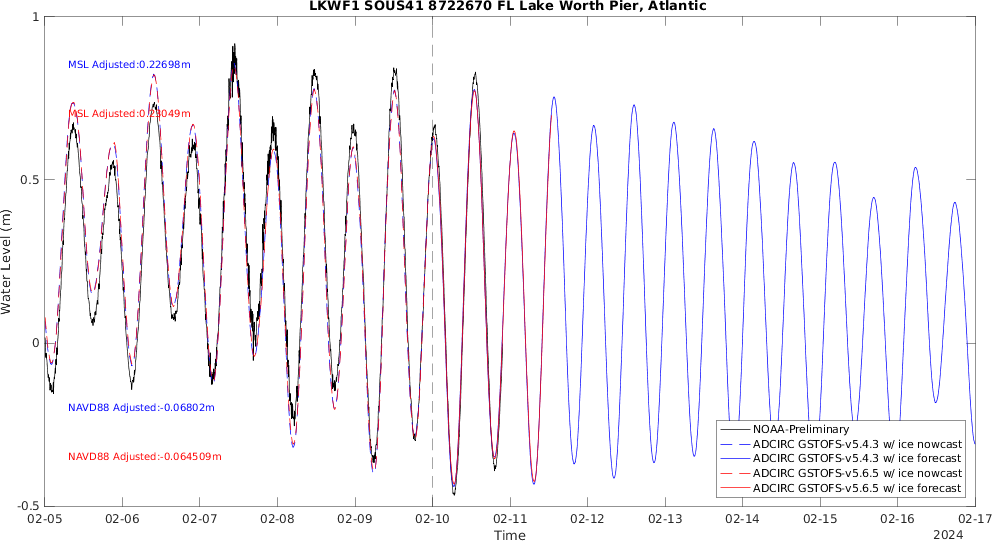 LKWF1 SOUS41 8722670 FL Lake Worth Pier, Atlantic
1
MSL Adjusted:0.22698m
MSL Adjusted:0.23049m
0.5
Water Level (m)
0
NAVD88 Adjusted:-0.06802m
NAVD88 Adjusted:-0.064509m
NOAA-Preliminary
ADCIRC GSTOFS-v5.4.3 w/ ice nowcast
ADCIRC GSTOFS-v5.4.3 w/ ice forecast
ADCIRC GSTOFS-v5.6.5 w/ ice nowcast
ADCIRC GSTOFS-v5.6.5 w/ ice forecast
-0.5
02-05 02-06 02-07 02-08 02-09 02-10 02-11 02-12 02-13 02-14 02-15 02-16 02-17
Time
2024